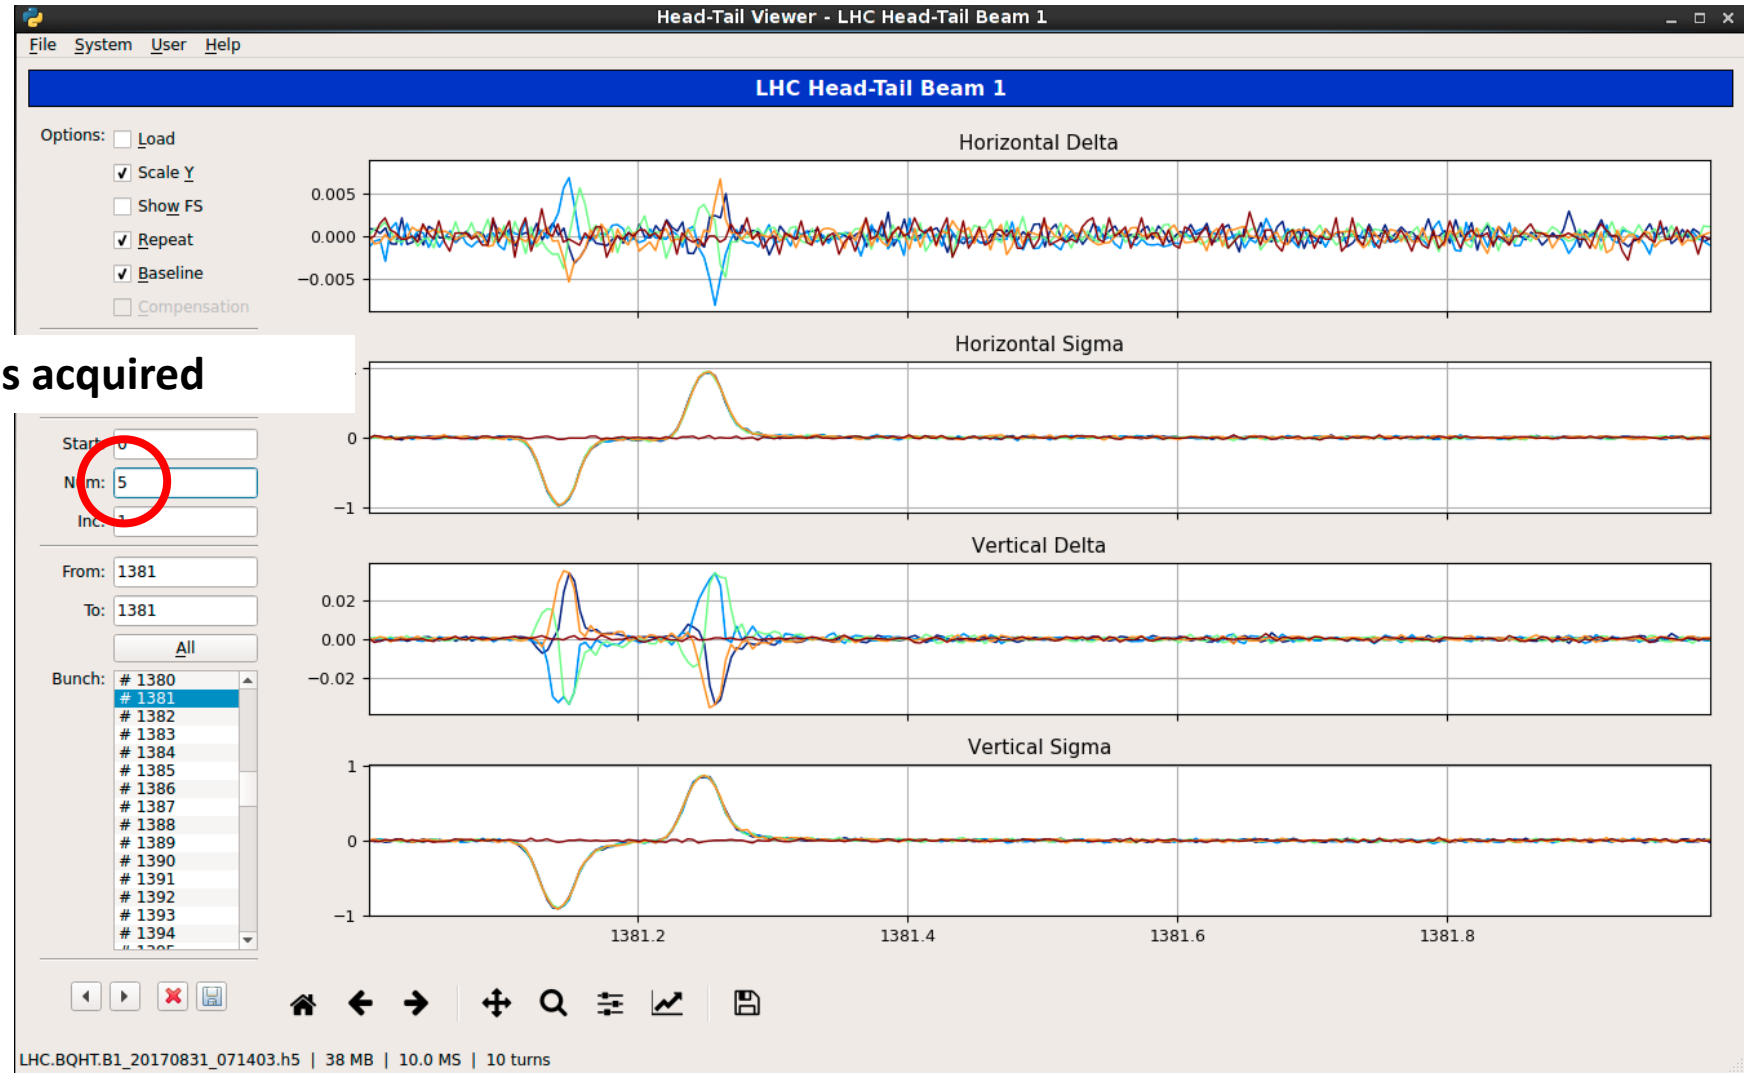 Head-Tail Viewer - LHC Head-Tail Beam 1
File System User Help
LHC Head-Tail Beam 1
Options:
Load
Scale Y
Show FS
Repeat
Baseline
Compensation
s acquired
Start: 0
Num: 5
Inc: 1
From: 1381
To: 1381
All
Bunch:
# 1380
# 1381
# 1382
# 1383
# 1384
# 1385
# 1386
# 1387
# 1388
# 1389
# 1390
# 1391
# 1392
# 1393
# 1394
# 1395
Horizontal Delta
0.005
0.000
−0.005
Horizontal Sigma
0
−1
Vertical Delta
0.02
0.00
−0.02
Vertical Sigma
1
0
−1
1381.2 1381.4 1381.6 1381.8
LHC.BQHT.B1_20170831_071403.h5 | 38 MB | 10.0 MS | 10 turns